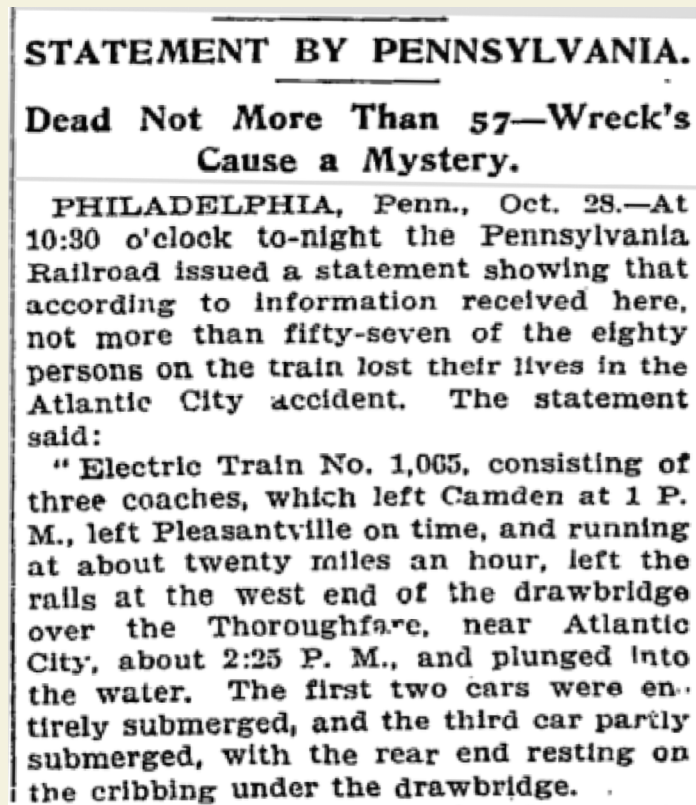 STATEMENT BY PENNSYLVANIA.
Dead Not More Than 57—Wreck's
Cause a Mystery.
PHILADELPHIA, Penn., Oct. 28.—At
10:30 o'clock to-night the Pennsylvania
Railroad issued a statement showing that
according to information received here,
not more than fifty-seven of the eighty
persons on the train lost their lives in the
Atlantic City accident. The statement
said:
"Electric Train No. 1,065, consisting of
three coaches, which left Camden at 1 P.
M., left Pleasantville on time, and running
at about twenty miles an hour, left the
rails at the west end of the drawbridge
over the Thoroughfare, near Atlantic
City, about 2:25 P. M., and plunged into
the water. The first two cars were en-
tirely submerged, and the third car partly
submerged, with the rear end resting on
the cribbing under the drawbridge.